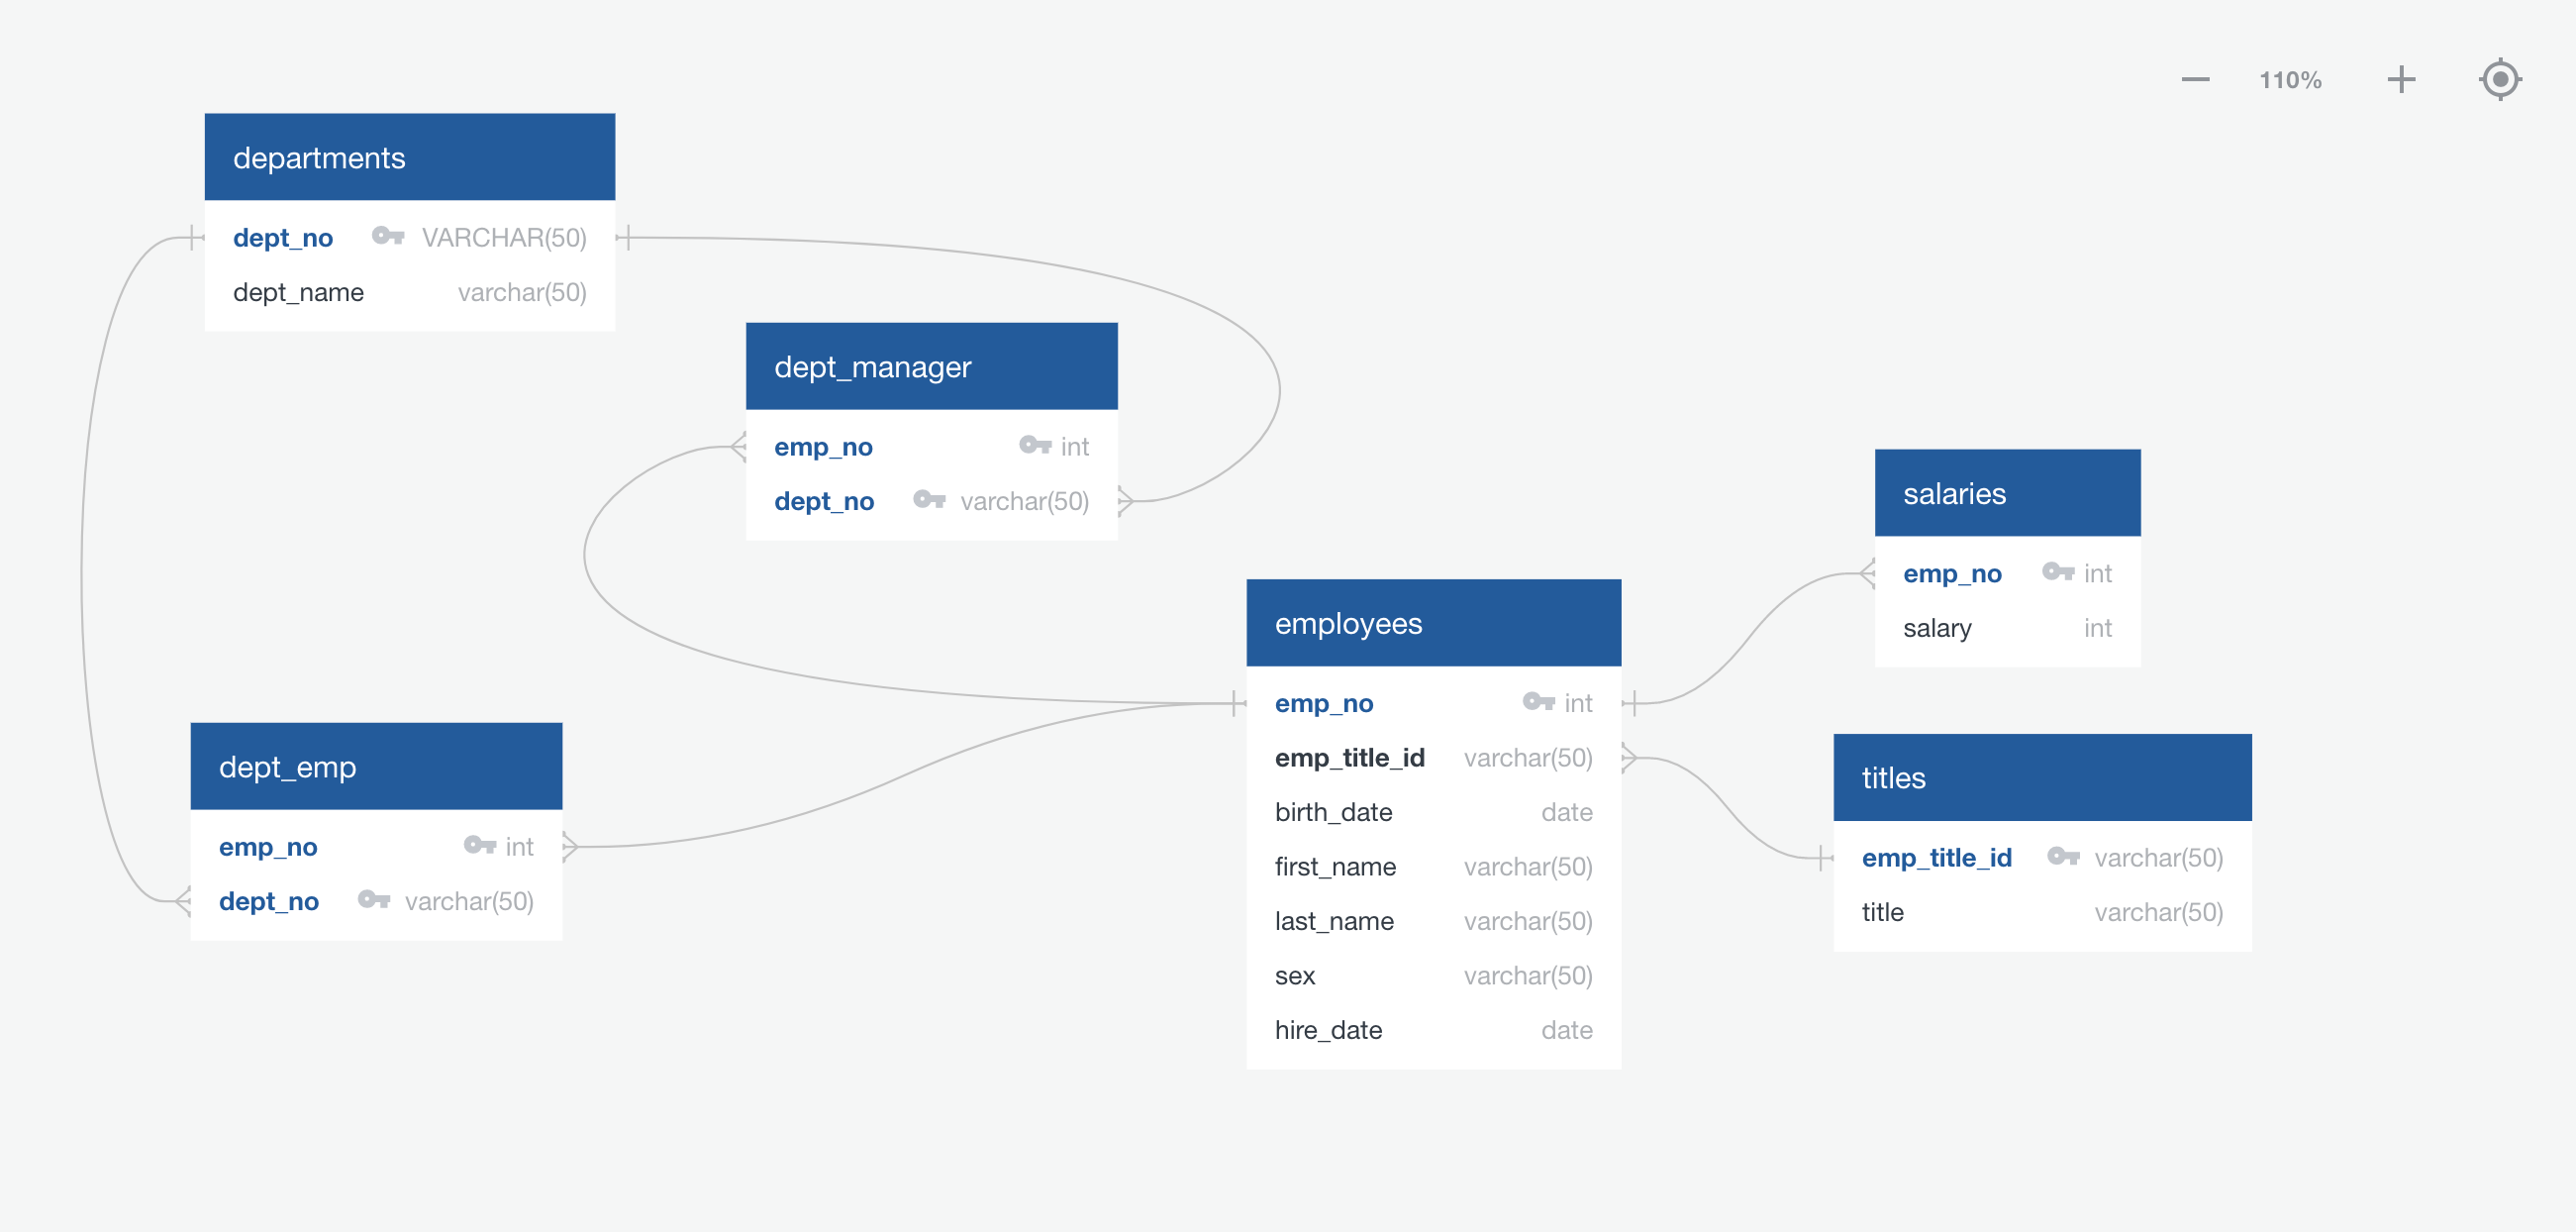 110%
departments
dept_no VARCHAR(50)
dept_name varchar(50)
dept_manager
emp_no int
dept_no varchar(50)
salaries
emp_no int
salary int
employees
emp_no int
emp_title_id varchar(50)
birth_date date
first_name varchar(50)
last_name varchar(50)
sex varchar(50)
hire_date date
dept_emp
emp_no int
dept_no varchar(50)
titles
emp_title_id varchar(50)
title varchar(50)